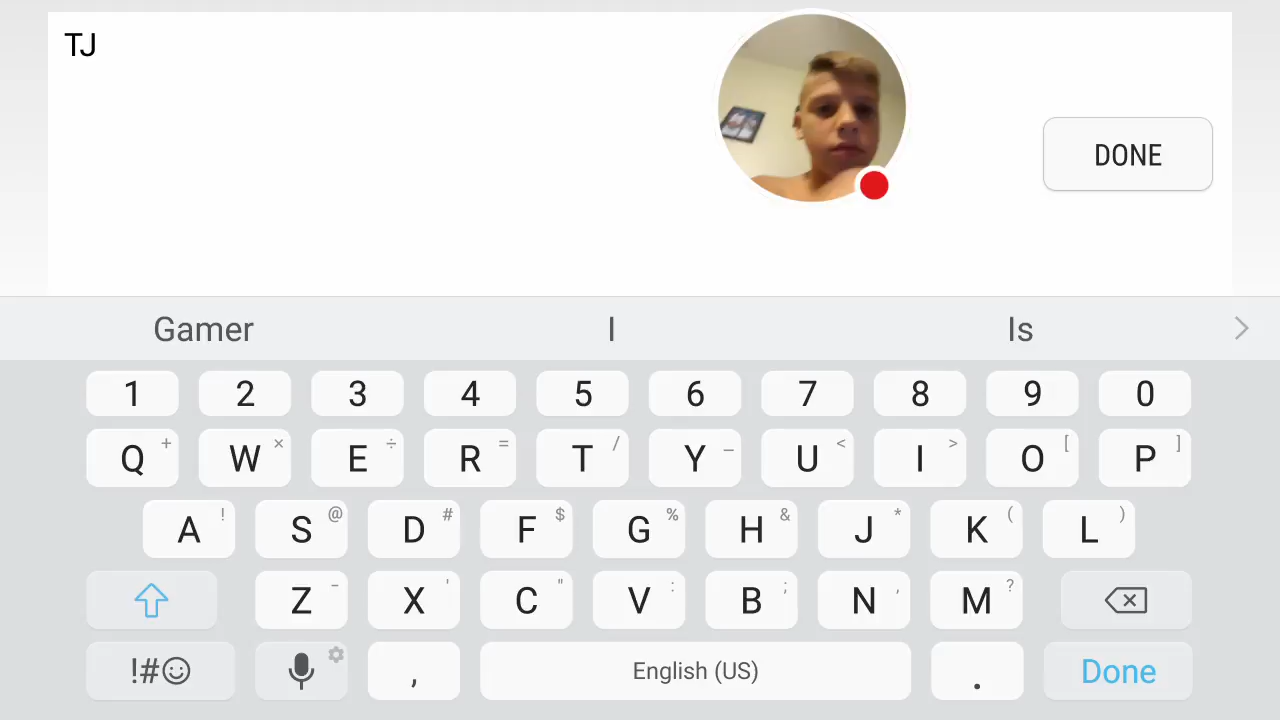 TJ
DONE
Gamer I Is
1 2 3 4 5 6 7 8 9 0
Q + W × E ÷ R = T / Y _ U < I > O [ P ]
A ! S @ D # F $ G % H & J * K ( L )
Z - X ' C " V : B ; N , M ?
!#☺ , English (US) . Done